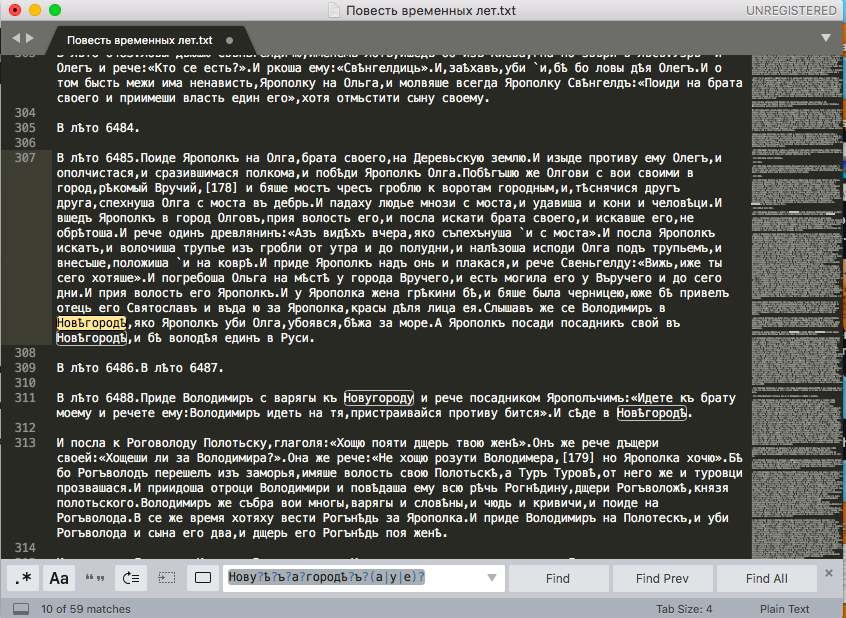 Повесть временных лет.txt
UNREGISTERED
Повесть временных лет.txt
Олегъ и рече:«Кто се есть?».И ркоша ему:«Свѣнгелдиць».И,заѣхавъ,уби `и,бѣ бо ловы дѣя Олегъ.И о
том бысть межи има ненависть,Ярополку на Ольга,и молвяше всегда Ярополку Свѣнгелдъ:«Поиди на брата
своего и приимеши власть един его»,хотя отмьстити сыну своему.
304
305 В лѣто 6484.
306
307 В лѣто 6485.Поиде Ярополкъ на Олга,брата своего,на Деревьскую землю.И изыде противу ему Олегъ,и
ополчистася,и сразившимася полкома,и побѣди Ярополкъ Олга.Побѣгъшю же Олгови с вои своими в
город,рѣкомый Вручий,[178] и бяше мостъ чресъ гроблю к воротам городным,и,тѣснячися другъ
друга,спехнуша Олга с моста въ дебрь.И падаху людье мнози с моста,и удавиша и кони и человѣци.И
вшедъ Ярополкъ в город Олговъ,прия волость его,и посла искати брата своего,и искавше его,не
обрѣтоша.И рече одинъ древлянинъ:«Азъ видѣхъ вчера,яко съпехънуша `и с моста».И посла Ярополкъ
искатъ,и волочиша трупье изъ гробли от утра и до полудни,и налѣзоша исподи Олга подъ трупьемъ,и
внесъше,положиша `и на коврѣ.И приде Ярополкъ надъ онь и плакася,и рече Свеньгелду:«Вижь,иже ты
сего хотяше».И погребоша Ольга на мѣстѣ у города Вручего,и есть могила его у Въручего и до сего
дни.И прия волость его Ярополкъ.И у Ярополка жена грѣкини бѣ,и бяше была черницею,юже бѣ привелъ
отець его Святославъ и въда ю за Ярополка,красы дѣля лица ея.Слышавъ же се Володимиръ в
Новѣгородѣ,яко Ярополкъ уби Олга,убоявся,бѣжа за море.А Ярополкъ посади посадникъ свой въ
Новѣгородѣ,и бѣ володѣя единъ в Руси.
308
309 В лѣто 6486.В лѣто 6487.
310
311 В лѣто 6488.Приде Володимиръ с варягы къ Новугороду и рече посадником Ярополъчимъ:«Идете къ брату
моему и речете ему:Володимиръ идеть на тя,пристраивайся противу битъся».И сѣде в Новѣгородѣ.
312
313 И посла к Роговолоду Полотьску,глаголя:«Хощю пояти дщерь твою женѣ».Онъ же рече дъщери
своей:«Хощеши ли за Володимира?».Она же рече:«Не хощю розути Володимера,[179] но Ярополка хочю».Бѣ
бо Рогъволодъ перешелъ изъ заморья,имяше волость свою Полотьскѣ,а Туръ Туровѣ,от него же и туровци
прозвашася.И приидоша отроци Володимири и повѣдаша ему всю рѣчь Рогнѣдину,дщери Рогъволожѣ,князя
полотьского.Володимиръ же събра вои многы,варягы и словѣны,и чюдь и кривичи,и поиде на
Рогъволода.В се же время хотяху вести Рогънѣдь за Ярополка.И приде Володимиръ на Полотескъ,и уби
Рогъволода и сына его два,и дщерь его Рогънѣдь поя женѣ.
314
.* Aa “” Нову?ѣ?ъ?а?городѣ?ъ?(а|у|е)? Find Find Prev Find All ×
10 of 59 matches Tab Size: 4 Plain Text